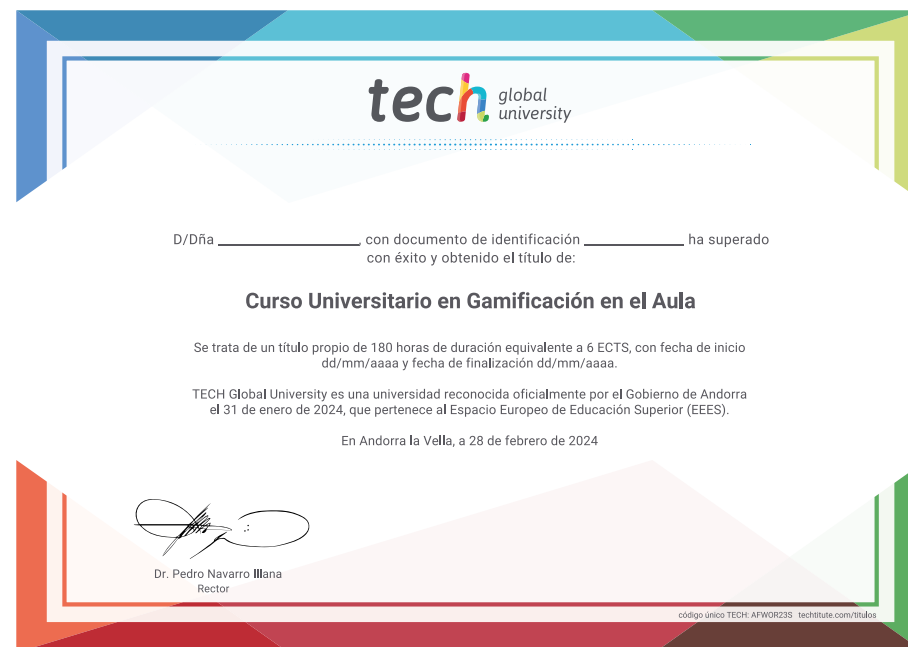 tech global university
D/Dña ____________________, con documento de identificación ______________ ha superado
con éxito y obtenido el título de:
Curso Universitario en Gamificación en el Aula
Se trata de un título propio de 180 horas de duración equivalente a 6 ECTS, con fecha de inicio
dd/mm/aaaa y fecha de finalización dd/mm/aaaa.
TECH Global University es una universidad reconocida oficialmente por el Gobierno de Andorra
el 31 de enero de 2024, que pertenece al Espacio Europeo de Educación Superior (EEES).
En Andorra la Vella, a 28 de febrero de 2024
Dr. Pedro Navarro Illana
Rector
código único TECH: AFWOR23S techtitute.com/titulos